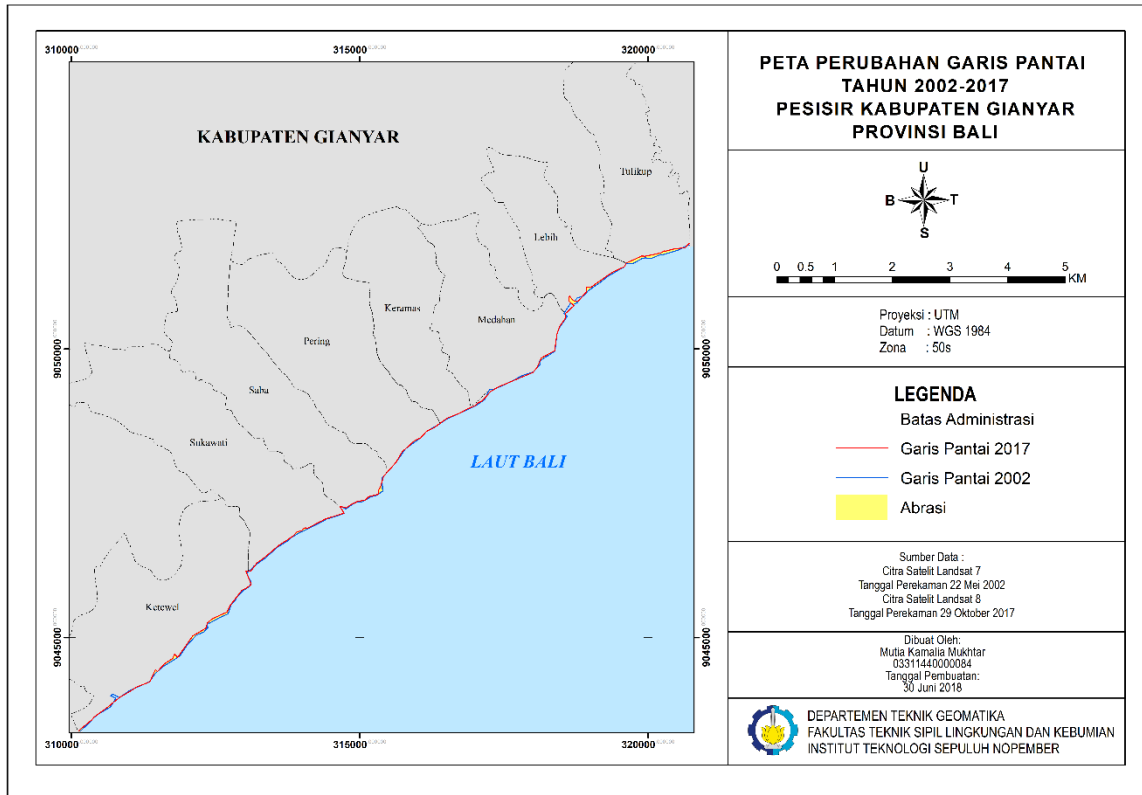 310000
315000
320000
KABUPATEN GIANYAR
Tulikup
Lebih
Keramas
Medahan
Pering
Saba
Sukawati
Ketewel
LAUT BALI
9050000
9050000
9045000
9045000
310000
315000
320000
PETA PERUBAHAN GARIS PANTAI
TAHUN 2002-2017
PESISIR KABUPATEN GIANYAR
PROVINSI BALI
U
B
T
S
0 0.5 1 2 3 4 5
KM
Proyeksi : UTM
Datum : WGS 1984
Zona : 50s
LEGENDA
Batas Administrasi
Garis Pantai 2017
Garis Pantai 2002
Abrasi
Sumber Data :
Citra Satelit Landsat 7
Tanggal Perekaman 22 Mei 2002
Citra Satelit Landsat 8
Tanggal Perekaman 29 Oktober 2017
Dibuat Oleh:
Mutia Kamalia Mukhtar
03311440000084
Tanggal Pembuatan:
30 Juni 2018
DEPARTEMEN TEKNIK GEOMATIKA
FAKULTAS TEKNIK SIPIL LINGKUNGAN DAN KEBUMIAN
INSTITUT TEKNOLOGI SEPULUH NOPEMBER